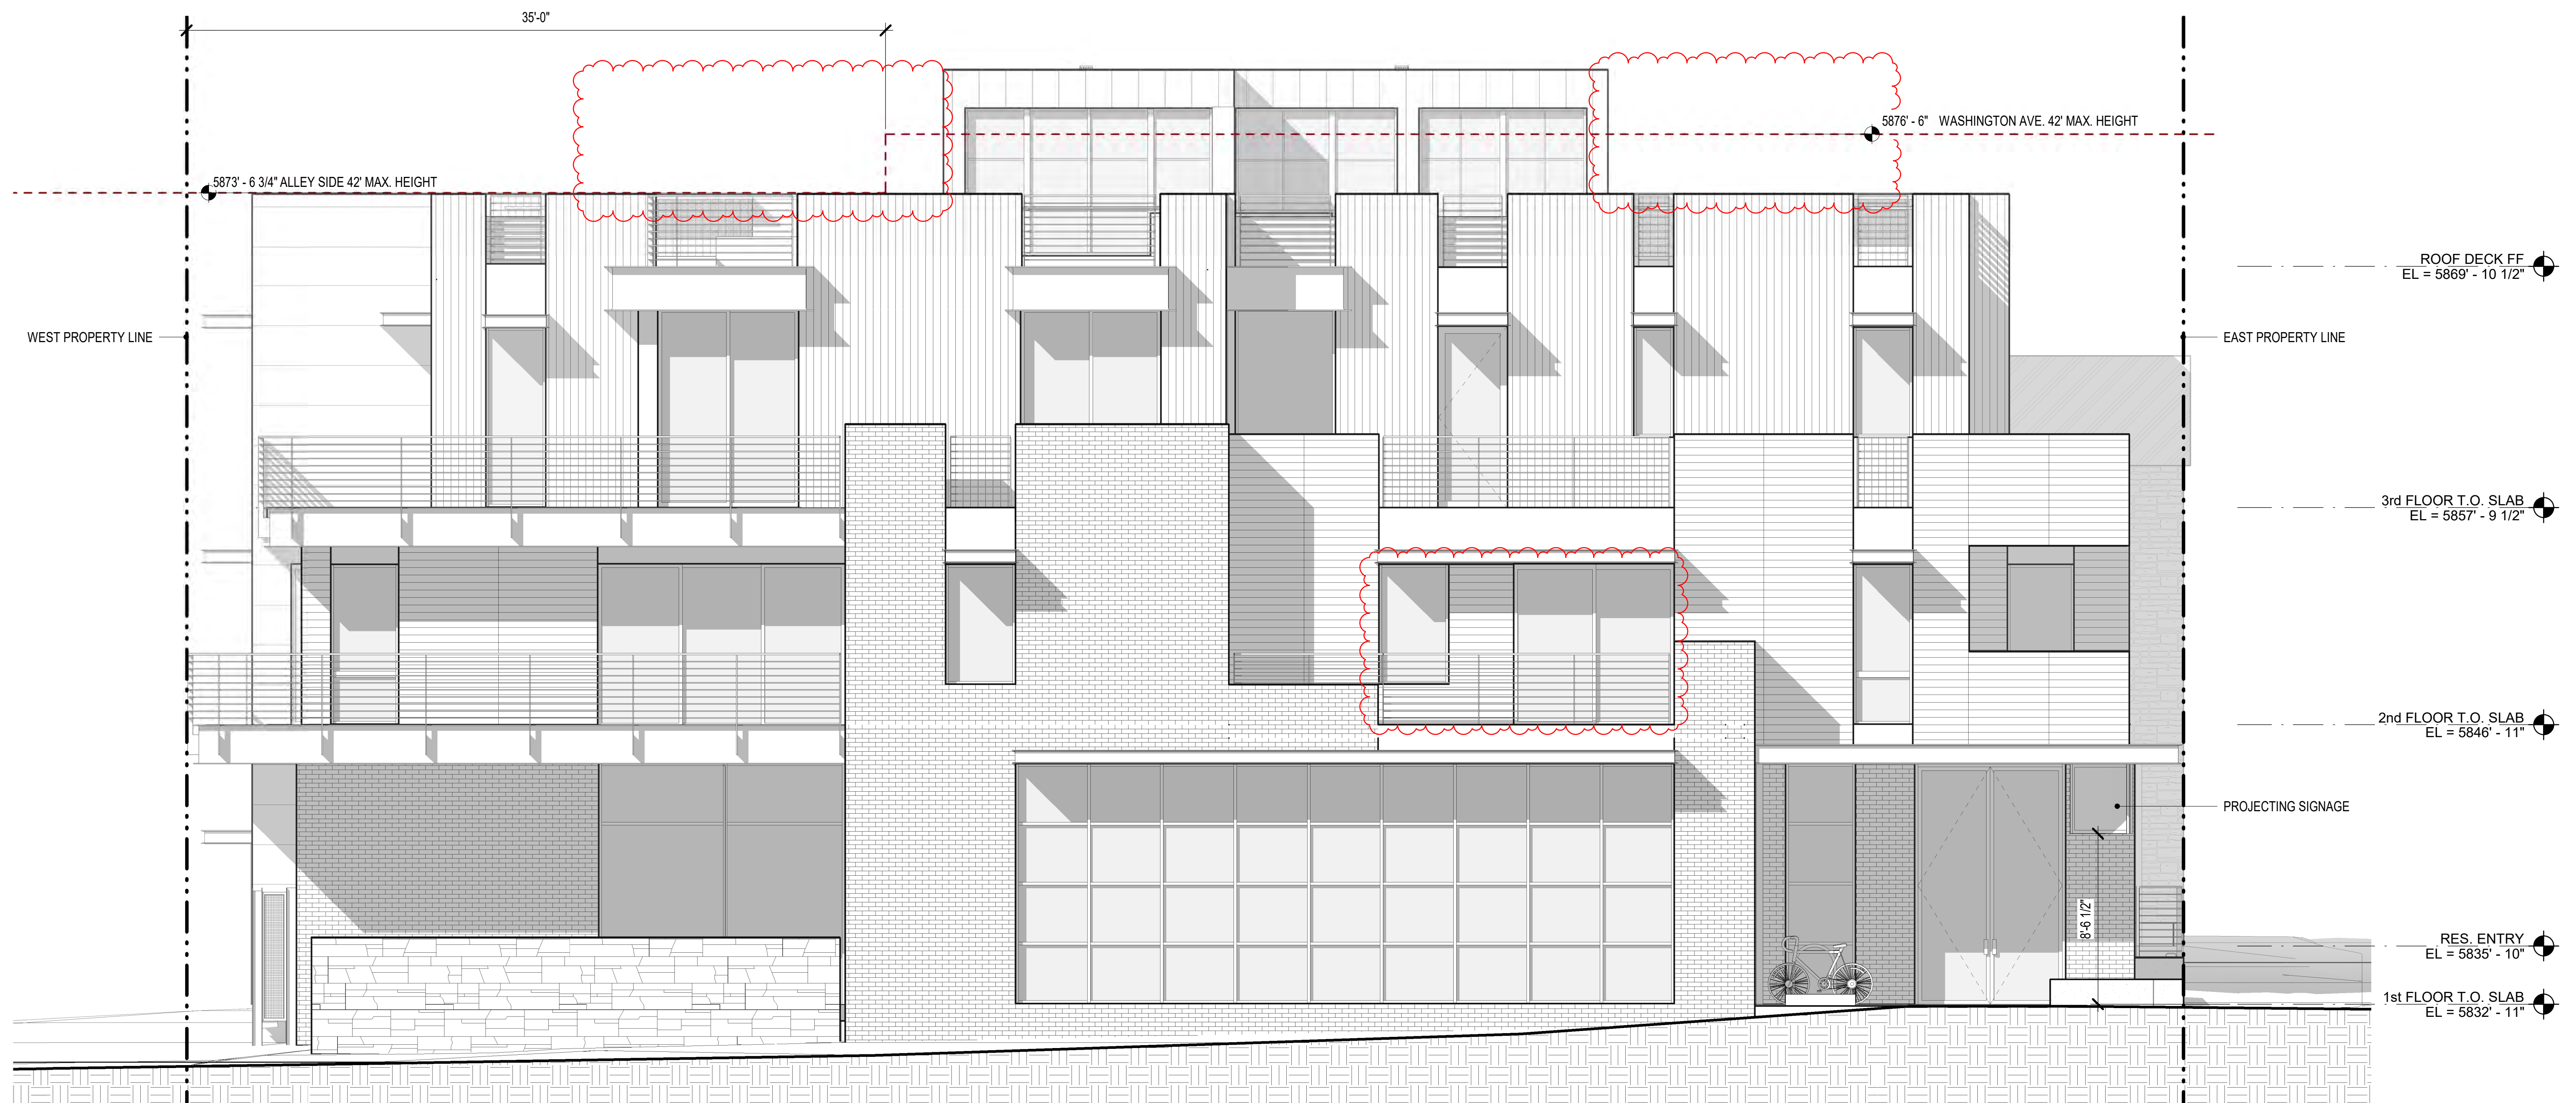 35'-0"
5876' - 6" WASHINGTON AVE. 42' MAX. HEIGHT
5873' - 6 3/4" ALLEY SIDE 42' MAX. HEIGHT
ROOF DECK FF
EL = 5869' - 10 1/2"
WEST PROPERTY LINE
EAST PROPERTY LINE
3rd FLOOR T.O. SLAB
EL = 5857' - 9 1/2"
2nd FLOOR T.O. SLAB
EL = 5846' - 11"
PROJECTING SIGNAGE
8'-6 1/2"
RES. ENTRY
EL = 5835' - 10"
1st FLOOR T.O. SLAB
EL = 5832' - 11"